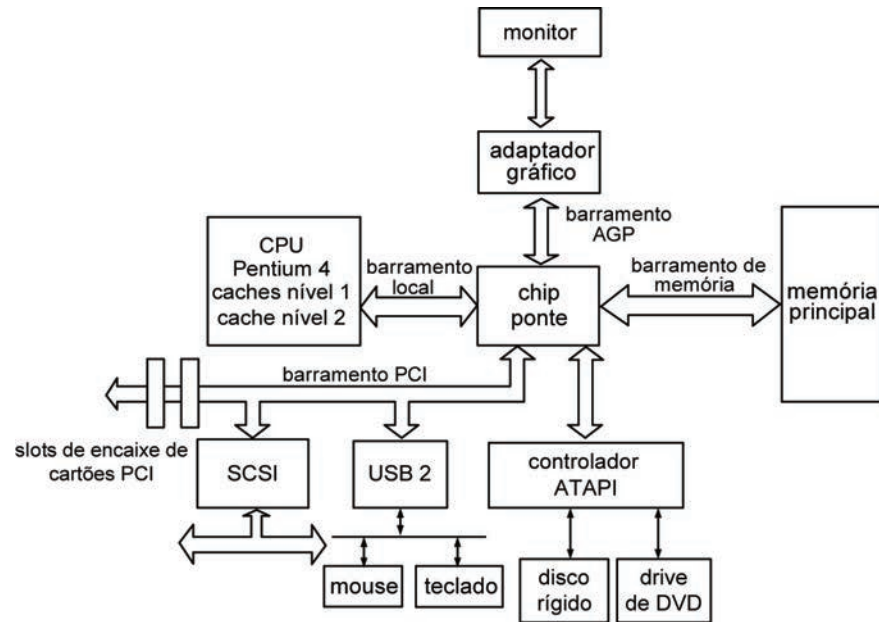 monitor
adaptador
gráfico
barramento
AGP
CPU
Pentium 4
caches nível 1
cache nível 2
barramento
local
chip
ponte
barramento de
memória
memória
principal
barramento PCI
slots de encaixe de
cartões PCI
SCSI
USB 2
controlador
ATAPI
mouse
teclado
disco
rígido
drive
de DVD